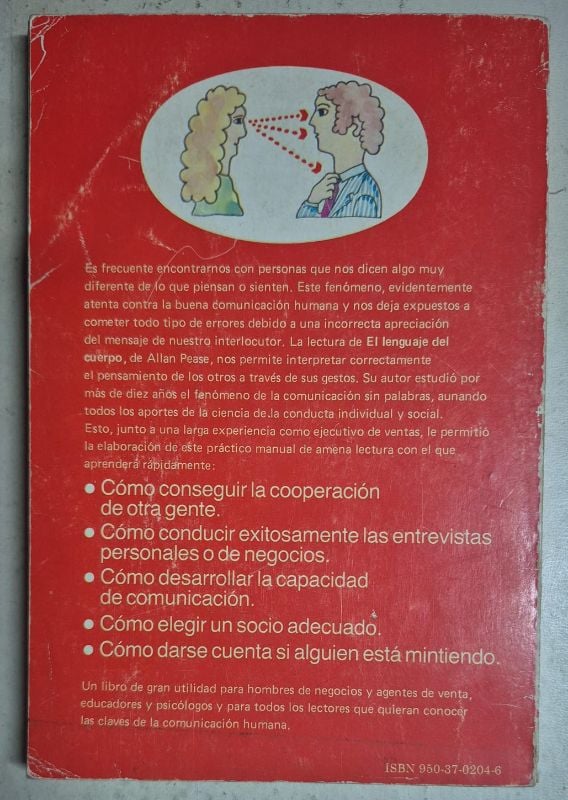 Es frecuente encontrarnos con personas que nos dicen algo muy
diferente de lo que piensan o sienten. Este fenómeno, evidentemente
atenta contra la buena comunicación humana y nos deja expuestos a
cometer todo tipo de errores debido a una incorrecta apreciación
del mensaje de nuestro interlocutor. La lectura de El lenguaje del
cuerpo, de Allan Pease, nos permite interpretar correctamente
el pensamiento de los otros a través de sus gestos. Su autor estudió por
más de diez años el fenómeno de la comunicación sin palabras, aunando
todos los aportes de la ciencia de la conducta individual y social.
Esto, junto a una larga experiencia como ejecutivo de ventas, le permitió
la elaboración de este práctico manual de amena lectura con el que
aprenderá rápidamente:
● Cómo conseguir la cooperación
de otra gente.
● Cómo conducir exitosamente las entrevistas
personales o de negocios.
● Cómo desarrollar la capacidad
de comunicación.
● Cómo elegir un socio adecuado.
● Cómo darse cuenta si alguien está mintiendo.
Un libro de gran utilidad para hombres de negocios y agentes de venta,
educadores y psicólogos y para todos los lectores que quieran conocer
las claves de la comunicación humana.
ISBN 950-37-0204-6